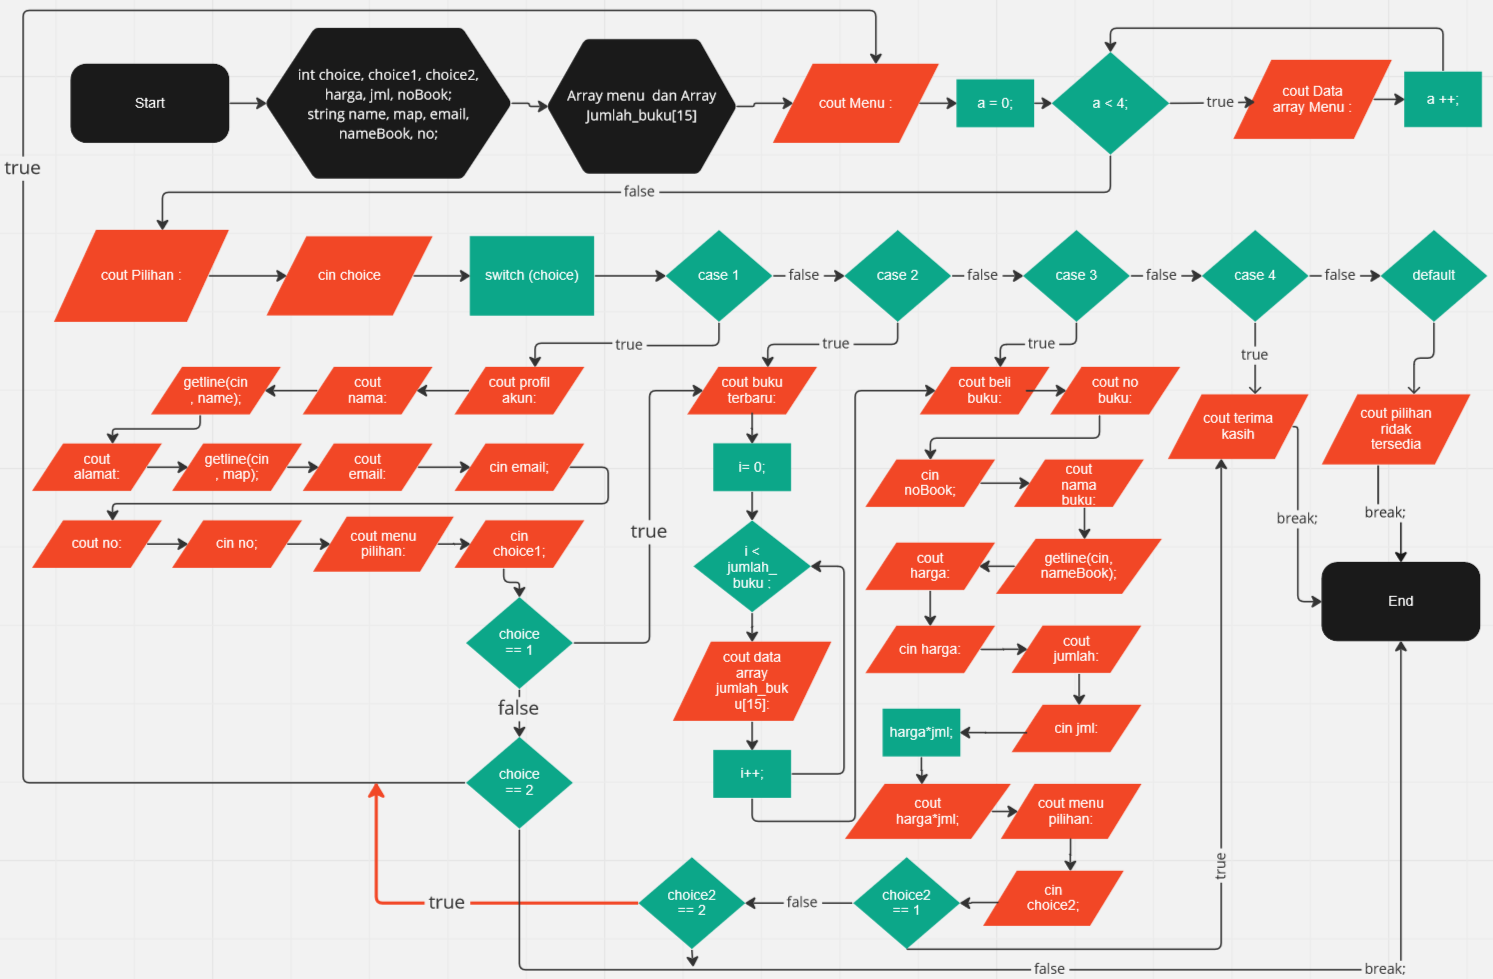 Start
int choice, choice1, choice2,
harga, jml, noBook;
string name, map, email,
nameBook, no;
Array menu dan Array
Jumlah_buku[15]
cout Menu :
a = 0;
a < 4;
true
cout Data
array Menu :
a ++;
true
false
cout Pilihan :
cin choice
switch (choice)
case 1
false
case 2
false
case 3
false
case 4
false
default
true
true
true
true
getline(cin
, name);
cout
nama:
cout profil
akun:
cout buku
terbaru:
cout beli
buku:
cout no
buku:
cout terima
kasih
cout pilihan
ridak
tersedia
cout
alamat:
getline(cin
, map);
cout
email:
cin email;
i= 0;
cin
noBook;
cout
nama
buku:
break;
break;
cout no:
cin no;
cout menu
pilihan:
cin
choice1;
true
i <
jumlah_
buku :
cout
harga:
getline(cin,
nameBook);
End
choice
== 1
cin harga:
cout
jumlah:
cout data
array
jumlah_buk
u[15]:
false
harga*jml;
cin jml:
choice
== 2
i++;
cout
harga*jml;
cout menu
pilihan:
true
true
choice2
== 2
false
choice2
== 1
cin
choice2;
false
break;